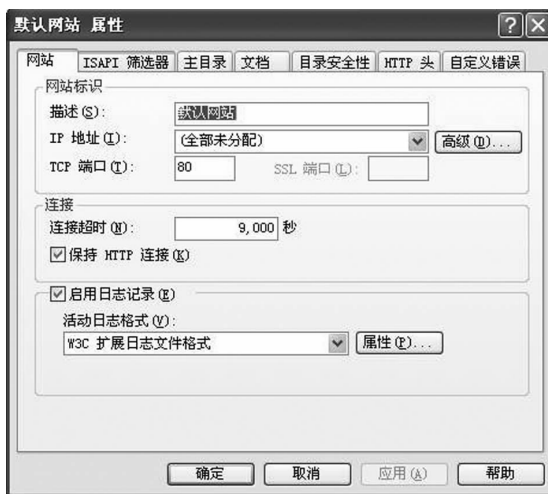 默认网站 属性
网站 ISAPI 筛选器 主目录 文档 目录安全性 HTTP 头 自定义错误
网站标识
描述(S): 默认网站
IP 地址(I): (全部未分配) 高级(D)...
TCP 端口(T): 80 SSL 端口(L):
连接
连接超时(N): 9,000 秒
保持 HTTP 连接(K)
启用日志记录(E)
活动日志格式(V):
W3C 扩展日志文件格式 属性(P)...
确定 取消 应用(A) 帮助